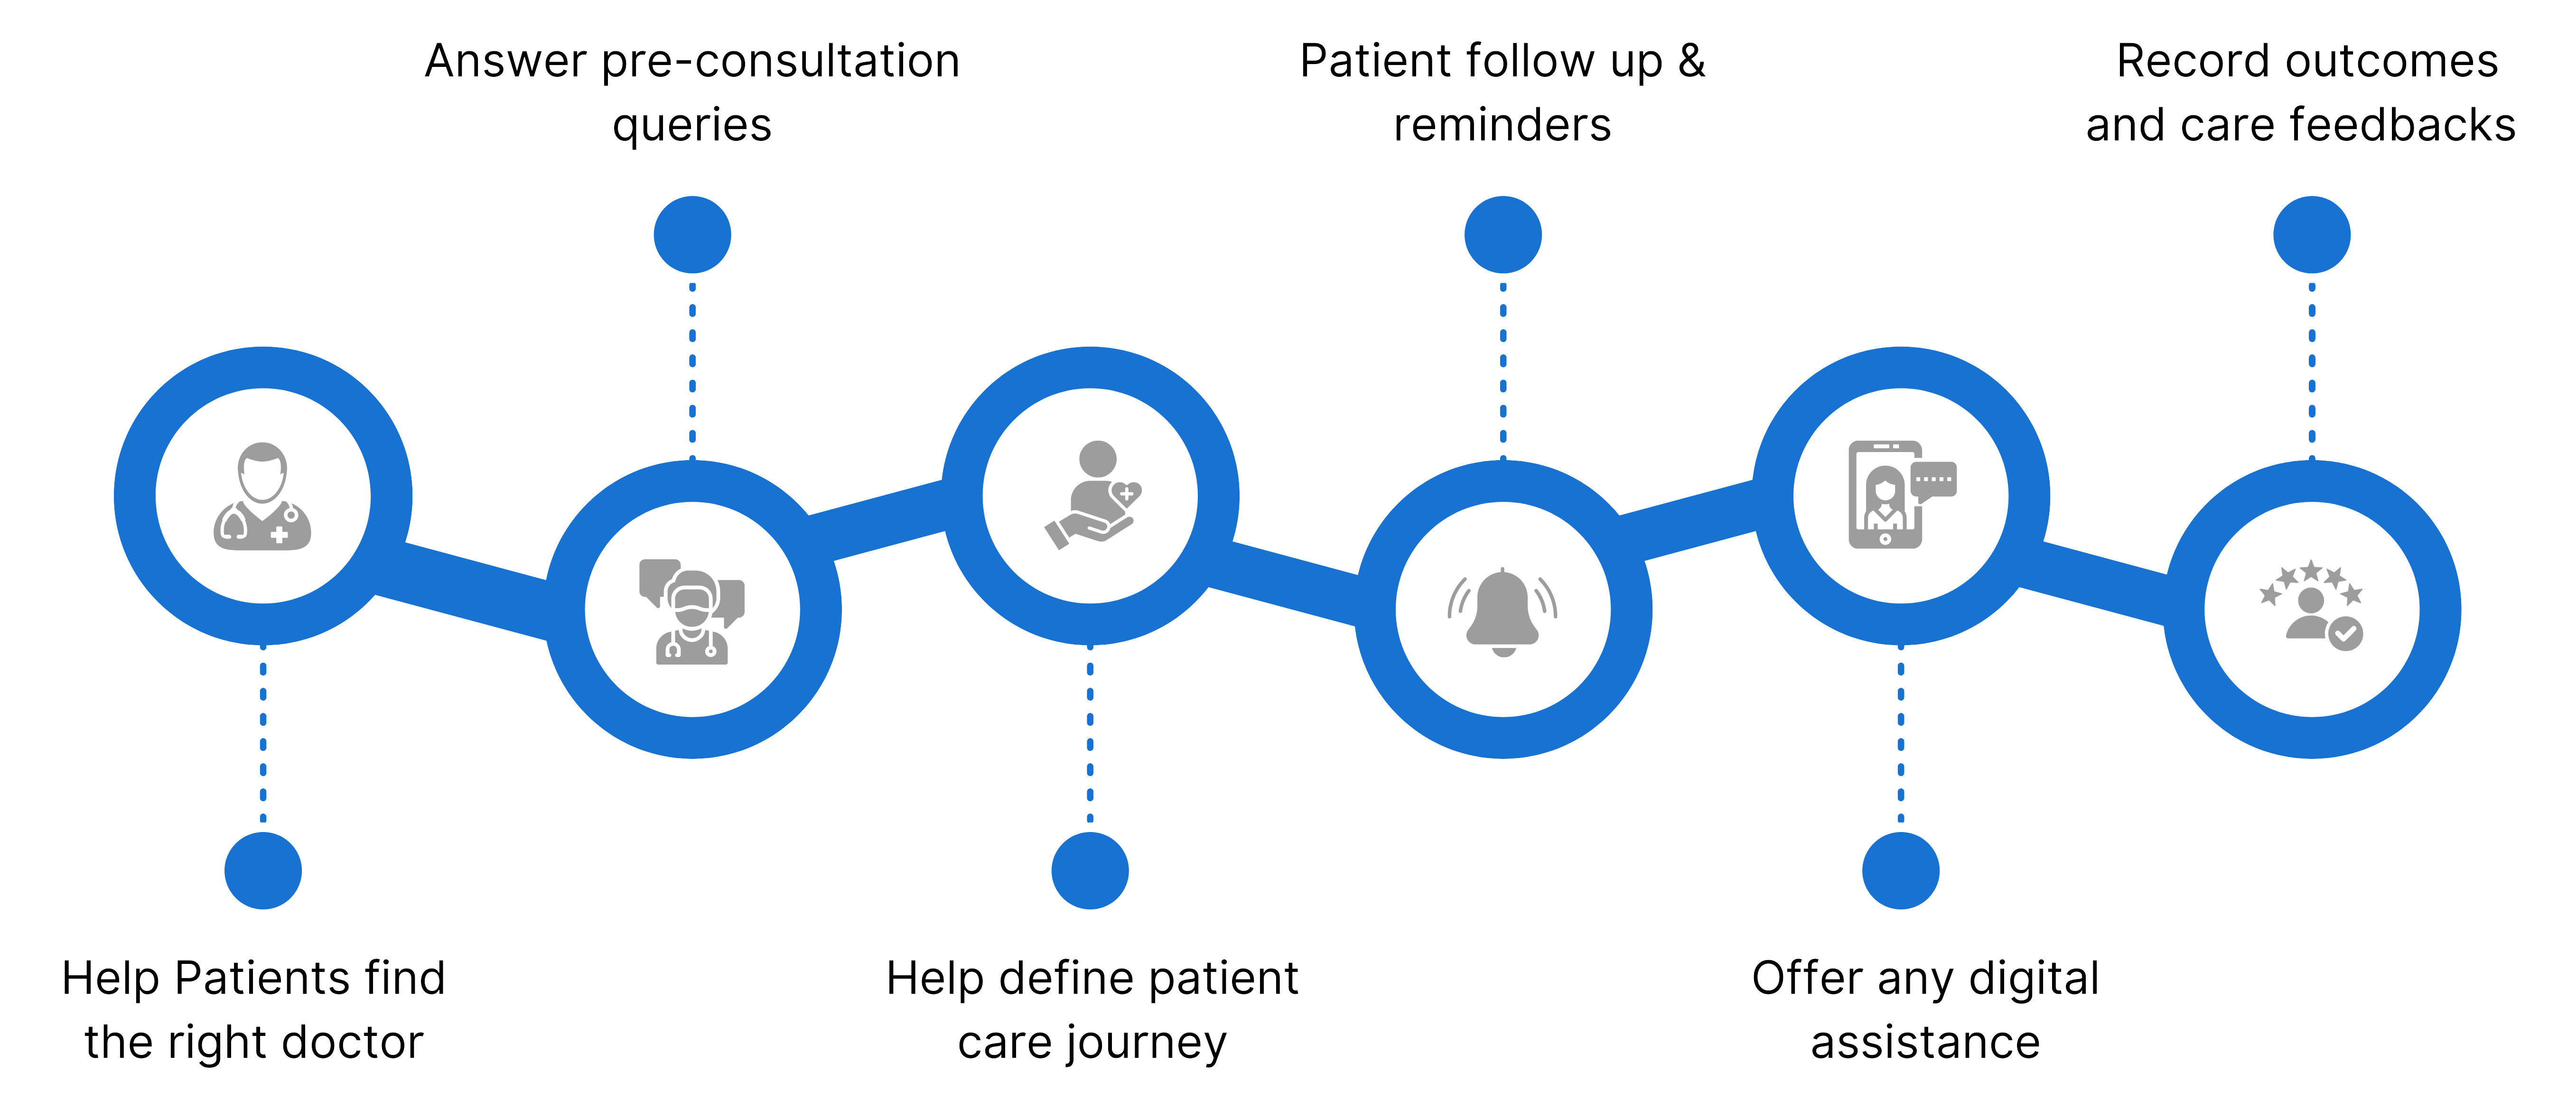 Answer pre-consultation
queries
Patient follow up &
reminders
Record outcomes
and care feedbacks
Help Patients find
the right doctor
Help define patient
care journey
Offer any digital
assistance